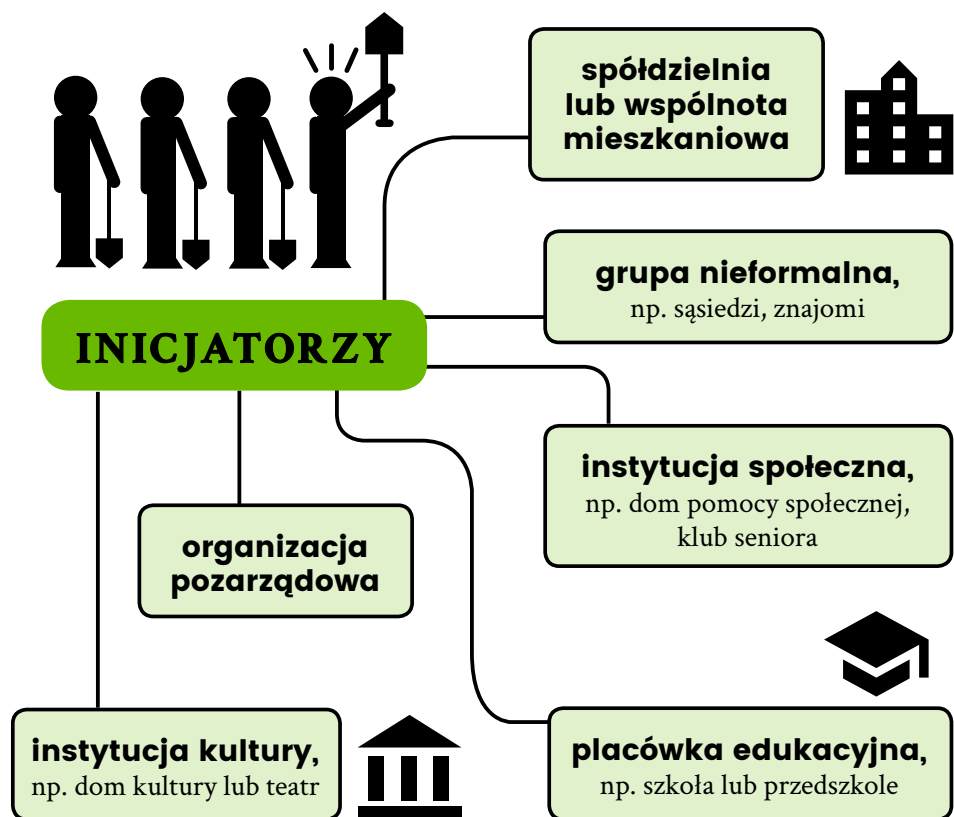 spółdzielnia
lub wspólnota
mieszkaniowa
grupa nieformalna,
np. sąsiedzi, znajomi
INICJATORZY
instytucja społeczna,
np. dom pomocy społecznej,
klub seniora
organizacja
pozarządowa
instytucja kultury,
np. dom kultury lub teatr
placówka edukacyjna,
np. szkoła lub przedszkole